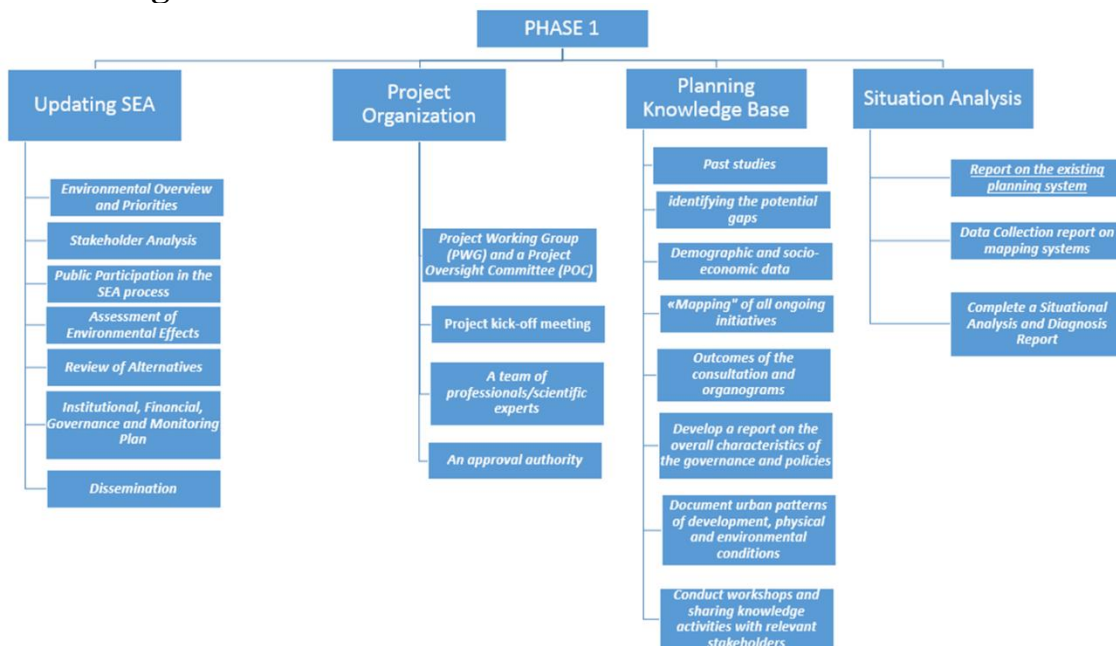 PHASE 1
Updating SEA
Environmental Overview
and Priorities
Stakeholder Analysis
Public Participation in the
SEA process
Assessment of
Environmental Effects
Review of Alternatives
Institutional, Financial,
Governance and Monitoring
Plan
Dissemination
Project
Organization
Project Working Group
(PWG) and a Project
Oversight Committee (POC)
Project kick-off meeting
A team of
professionals/scientific
experts
An approval authority
Planning
Knowledge Base
Past studies
identifying the potential
gaps
Demographic and socio-
economic data
«Mapping" of all ongoing
initiatives
Outcomes of the
consultation and
organograms
Develop a report on the
overall characteristics of
the governance and policies
Document urban patterns
of development, physical
and environmental
conditions
Conduct workshops and
sharing knowledge
activities with relevant
stakeholders
Situation Analysis
Report on the existing
planning system
Data Collection report on
mapping systems
Complete a Situational
Analysis and Diagnosis
Report